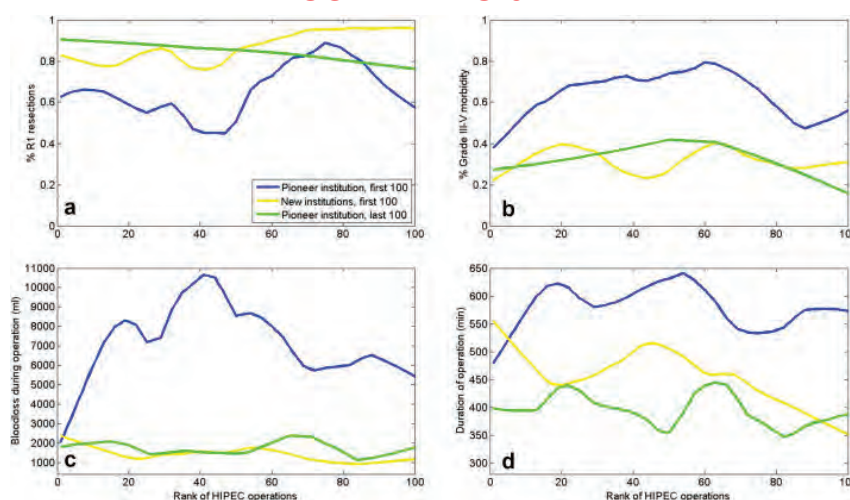 % R1 resections
1
0.8
0.6
0.4
0.2
0
0 20 40 60 80 100
a
Pioneer institution, first 100
New institutions, first 100
Pioneer institution, last 100
% Grade III-V morbidity
1
0.8
0.6
0.4
0.2
0
0 20 40 60 80 100
b
Bloodloss during operation (ml)
11000
10000
9000
8000
7000
6000
5000
4000
3000
2000
1000
0 20 40 60 80 100
c
Rank of HIPEC operations
Duration of operation (min)
650
600
550
500
450
400
350
300
0 20 40 60 80 100
d
Rank of HIPEC operations